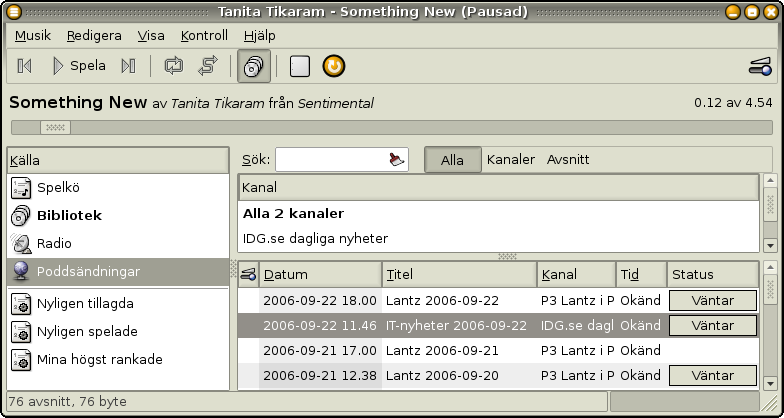 Tanita Tikaram - Something New (Pausad)
Musik Redigera Visa Kontroll Hjälp
Spela
Something New av Tanita Tikaram från Sentimental 0.12 av 4.54
Källa
Spelkö
Bibliotek
Radio
Poddsändningar
Nyligen tillagda
Nyligen spelade
Mina högst rankade
Sök: Alla Kanaler Avsnitt
Kanal
Alla 2 kanaler
IDG.se dagliga nyheter
Datum Titel Kanal Tid Status
2006-09-22 18.00 Lantz 2006-09-22 P3 Lantz i P Okänd Väntar
2006-09-22 11.46 IT-nyheter 2006-09-22 IDG.se dagl Okänd Väntar
2006-09-21 17.00 Lantz 2006-09-21 P3 Lantz i P Okänd
2006-09-21 12.38 Lantz 2006-09-20 P3 Lantz i P Okänd Väntar
76 avsnitt, 76 byte